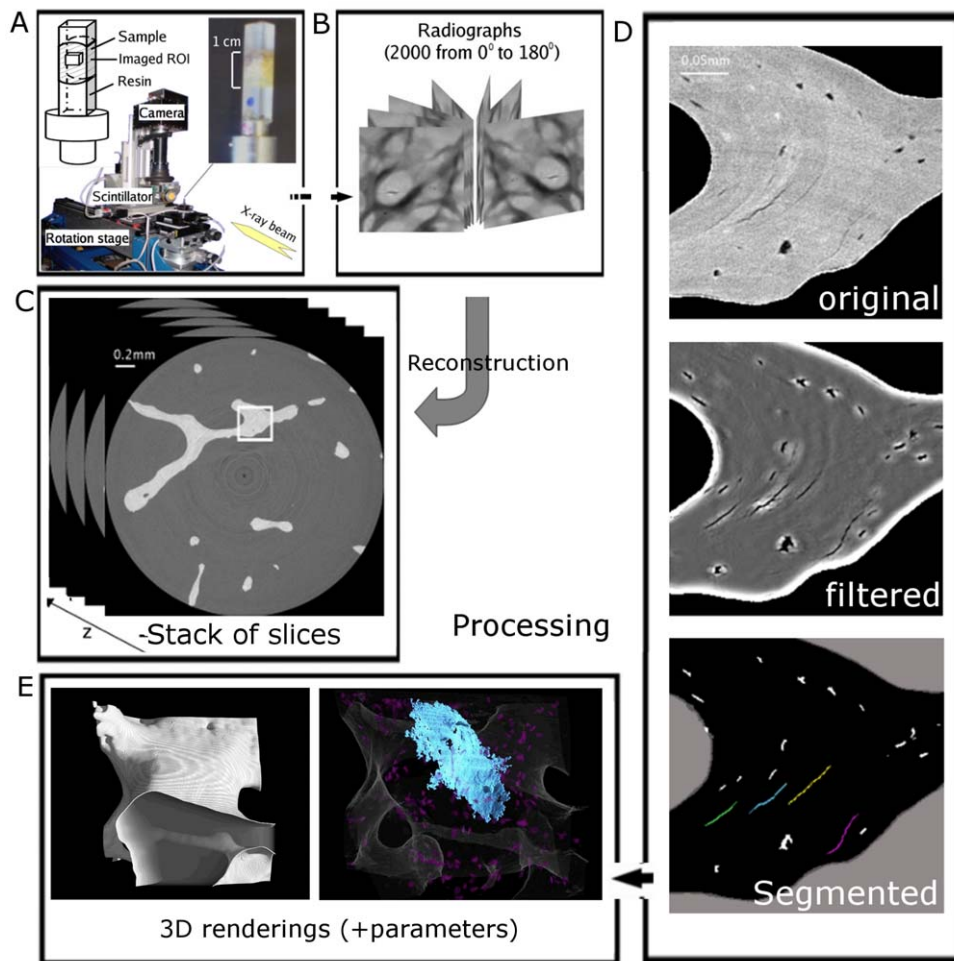 A
Sample
Imaged ROI
Resin
1 cm
Camera
Scintillator
Rotation stage
X-ray beam
B
Radiographs
(2000 from 0⁰ to 180⁰)
Reconstruction
C
0.2mm
z
-Stack of slices
Processing
D
0.05mm
original
filtered
Segmented
E
3D renderings (+parameters)